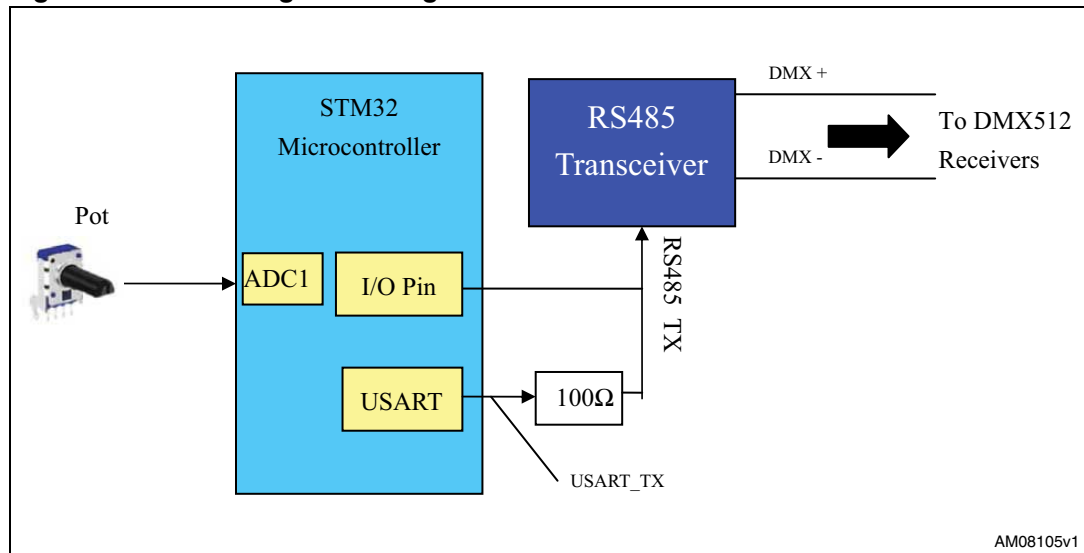 STM32
Microcontroller
RS485
Transceiver
DMX +
DMX -
To DMX512
Receivers
Pot
ADC1
I/O Pin
RS485 TX
USART
100Ω
USART_TX
AM08105v1